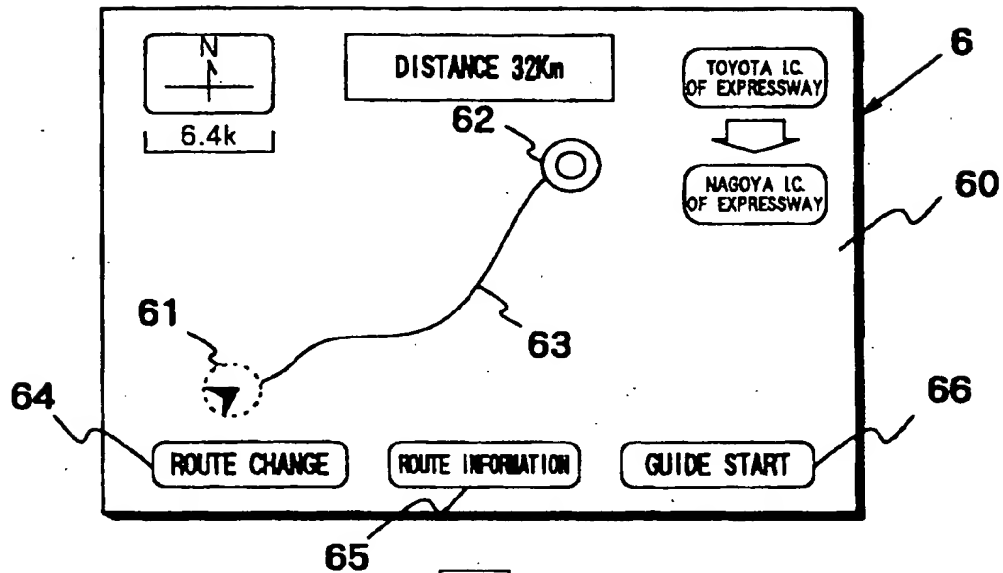 N
DISTANCE 32Km
TOYOTA I.C.
OF EXPRESSWAY
6
6.4k
62
NAGOYA I.C.
OF EXPRESSWAY
60
61
63
64
66
ROUTE CHANGE
ROUTE INFORMATION
GUIDE START
65